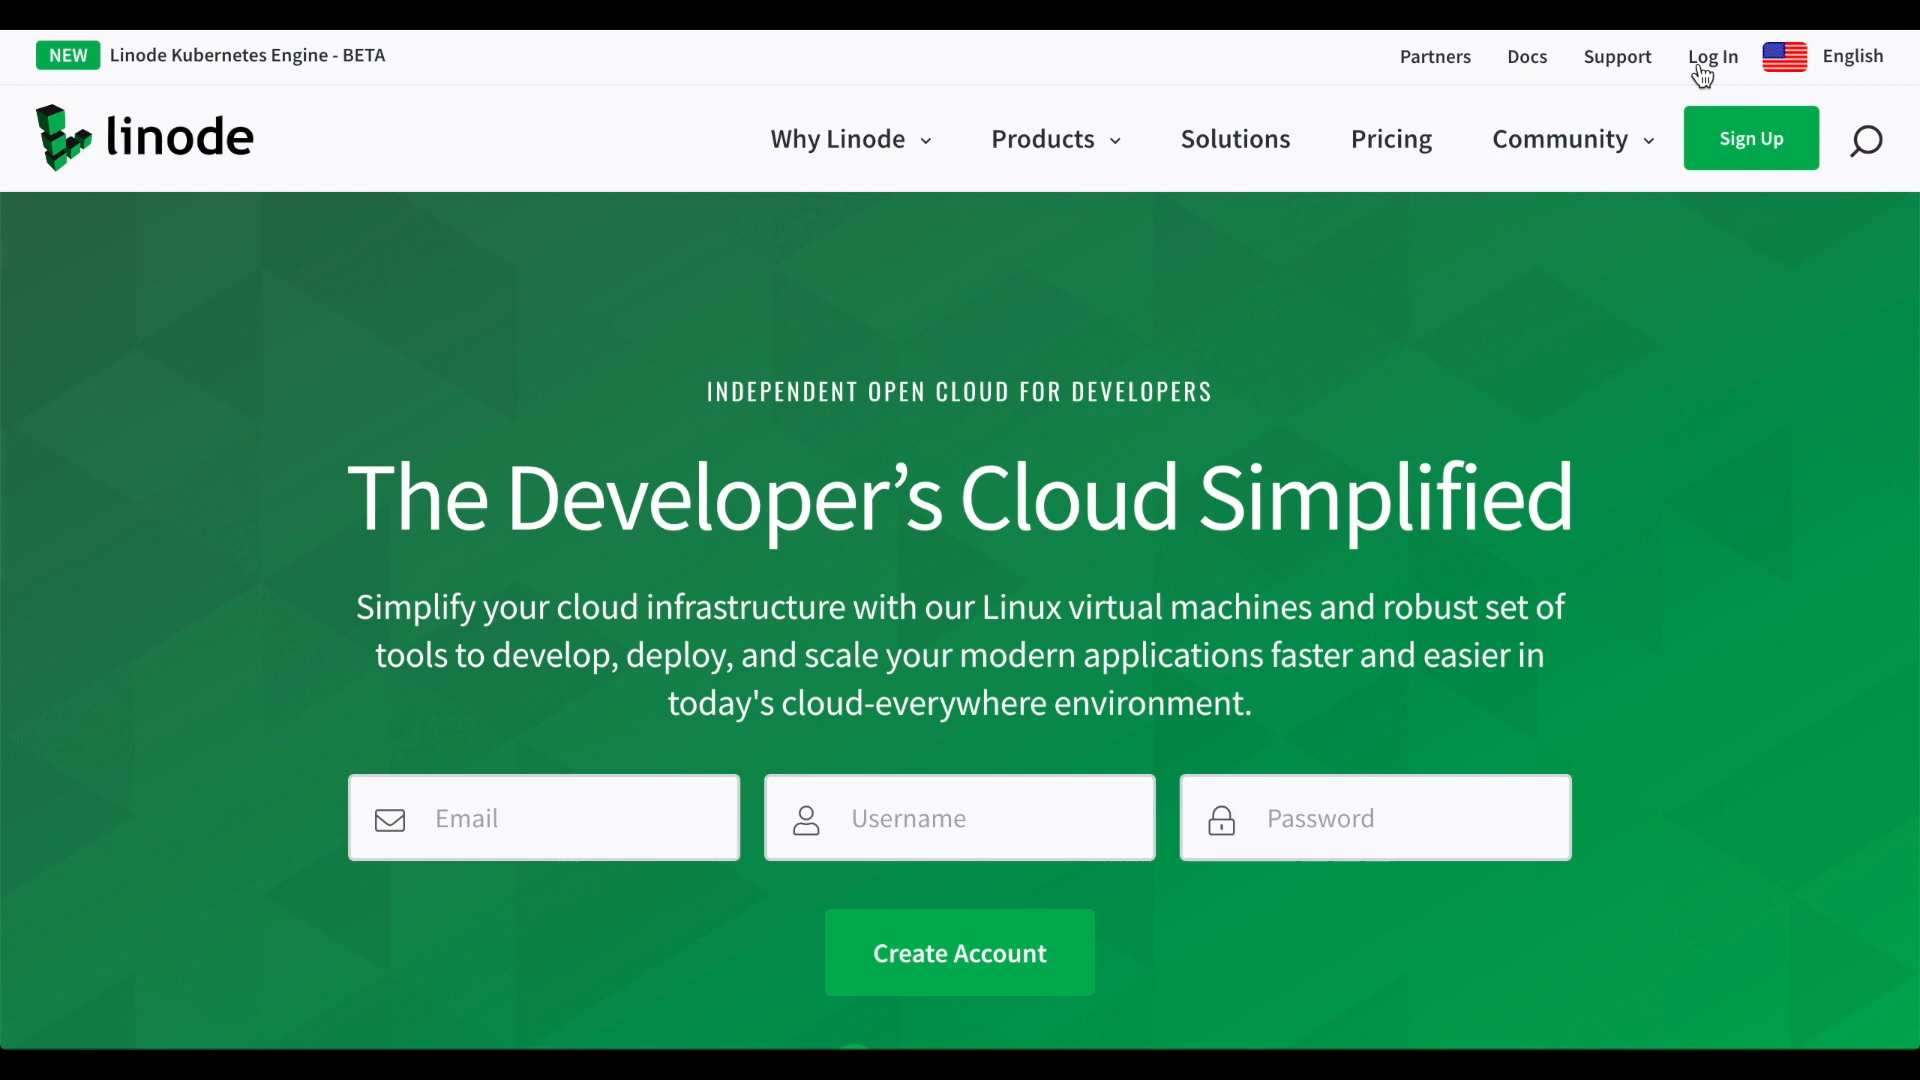 NEW Linode Kubernetes Engine - BETA
Partners Docs Support Log In English
linode
Why Linode Products Solutions Pricing Community Sign Up
INDEPENDENT OPEN CLOUD FOR DEVELOPERS
The Developer’s Cloud Simplified
Simplify your cloud infrastructure with our Linux virtual machines and robust set of
tools to develop, deploy, and scale your modern applications faster and easier in
today's cloud-everywhere environment.
Email Username Password
Create Account